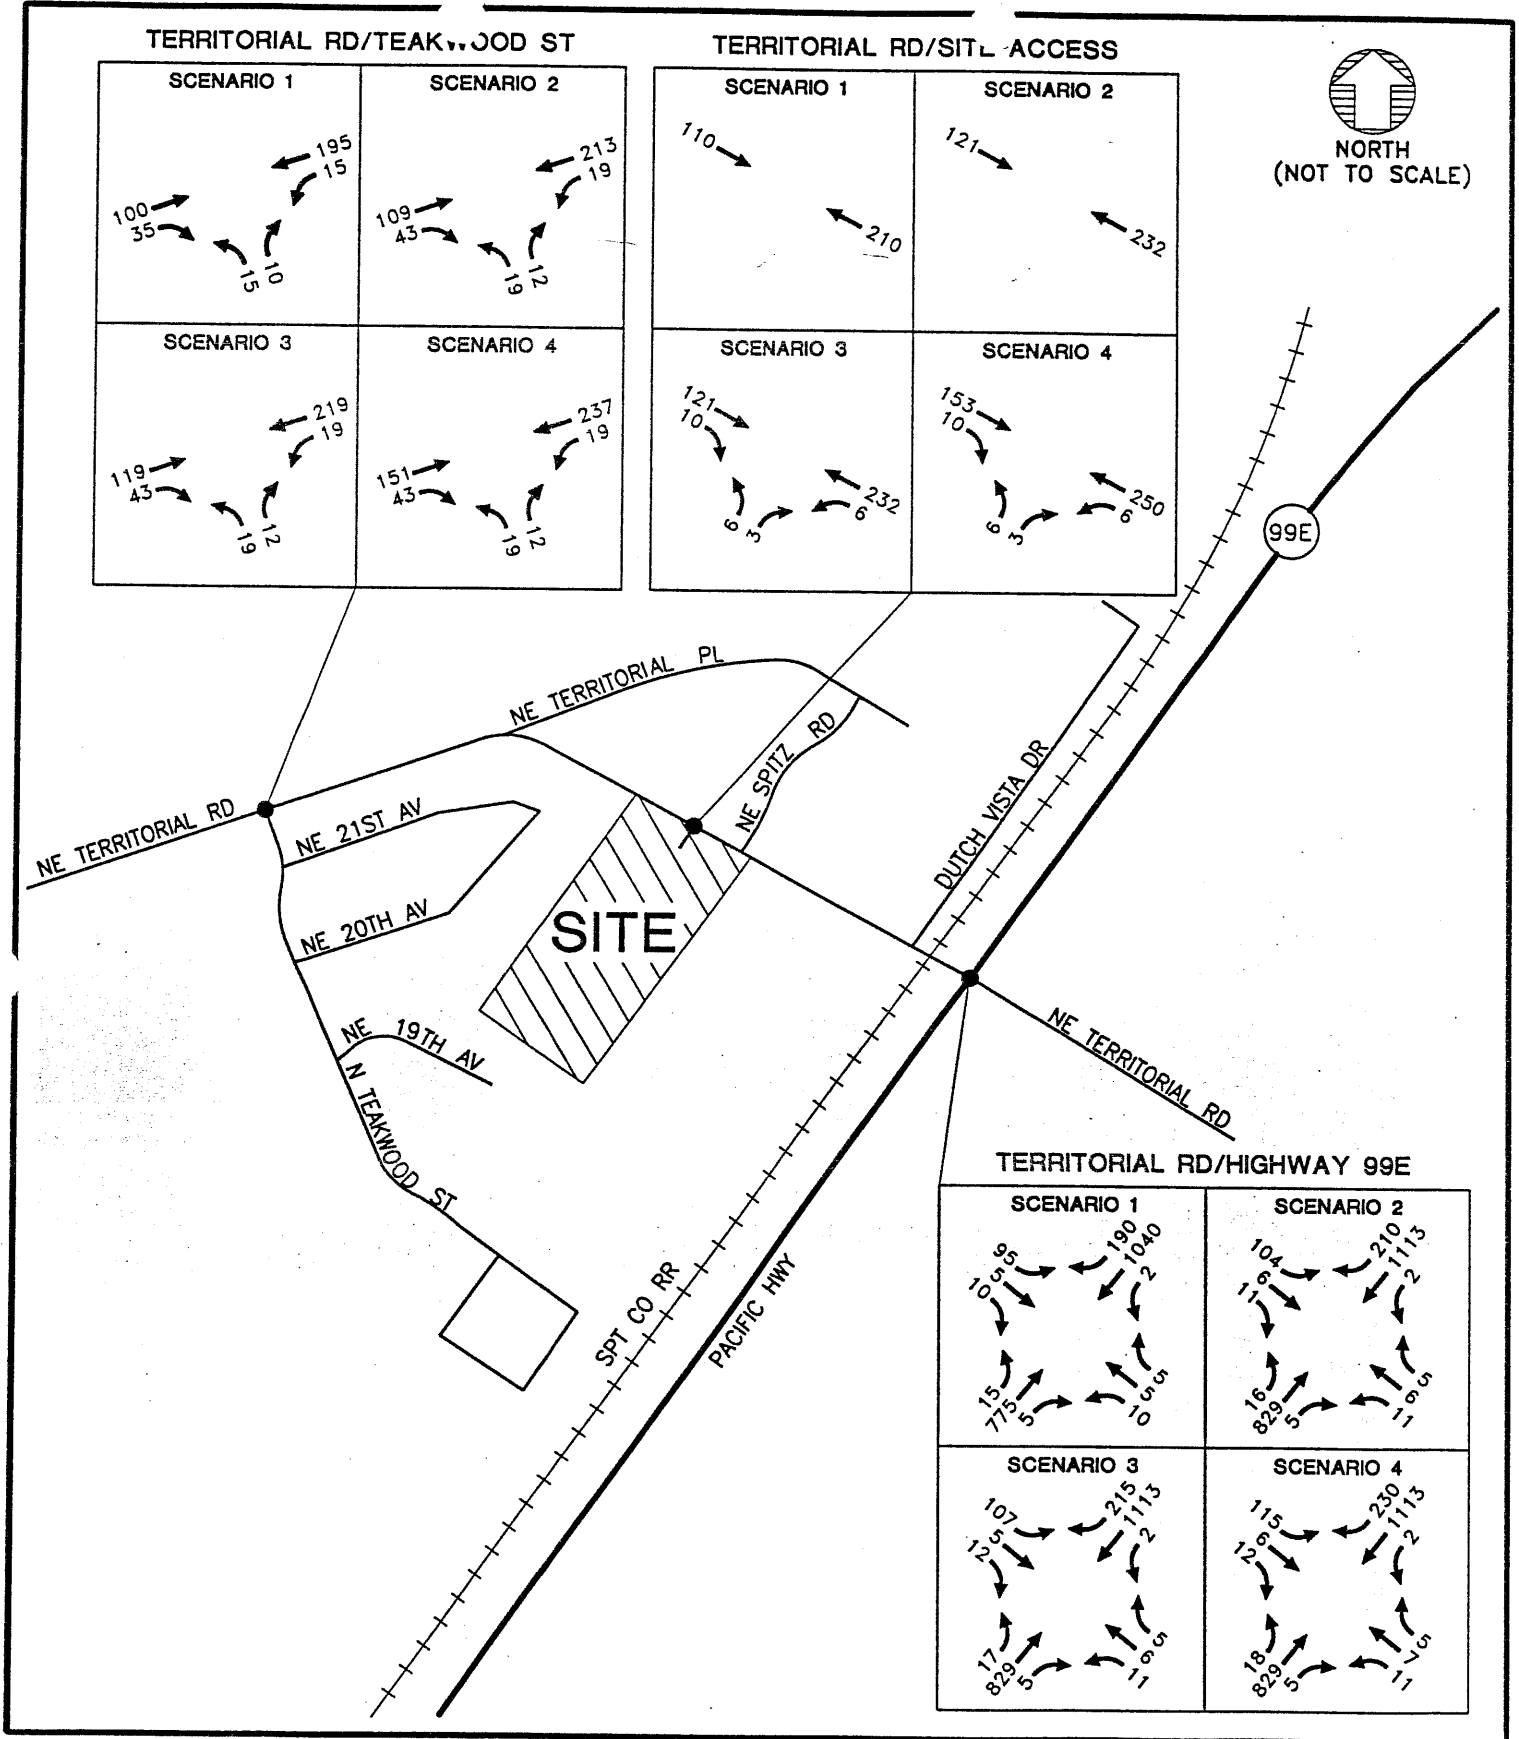 TERRITORIAL RD/TEAKWOOD ST
SCENARIO 1
195
15
100
35
15
10
SCENARIO 2
213
19
109
43
19
12
SCENARIO 3
219
19
119
43
19
12
SCENARIO 4
237
19
151
43
19
12
TERRITORIAL RD/SITE ACCESS
SCENARIO 1
110
210
SCENARIO 2
121
232
SCENARIO 3
121
10
232
6
6
3
SCENARIO 4
153
10
250
6
6
3
NORTH
(NOT TO SCALE)
99E
NE TERRITORIAL PL
NE SPITZ RD
DUTCH VISTA DR
NE TERRITORIAL RD
NE 21ST AV
NE 20TH AV
SITE
NE 19TH AV
N TEAKWOOD ST
NE TERRITORIAL RD
SPT CO RR
PACIFIC HWY
TERRITORIAL RD/HIGHWAY 99E
SCENARIO 1
95
5
10
190
1040
2
15
775
5
5
5
10
SCENARIO 2
104
6
11
210
1113
2
16
829
5
5
6
11
SCENARIO 3
107
5
12
215
1113
2
17
829
5
5
6
11
SCENARIO 4
115
6
12
230
1113
2
18
829
5
5
7
11